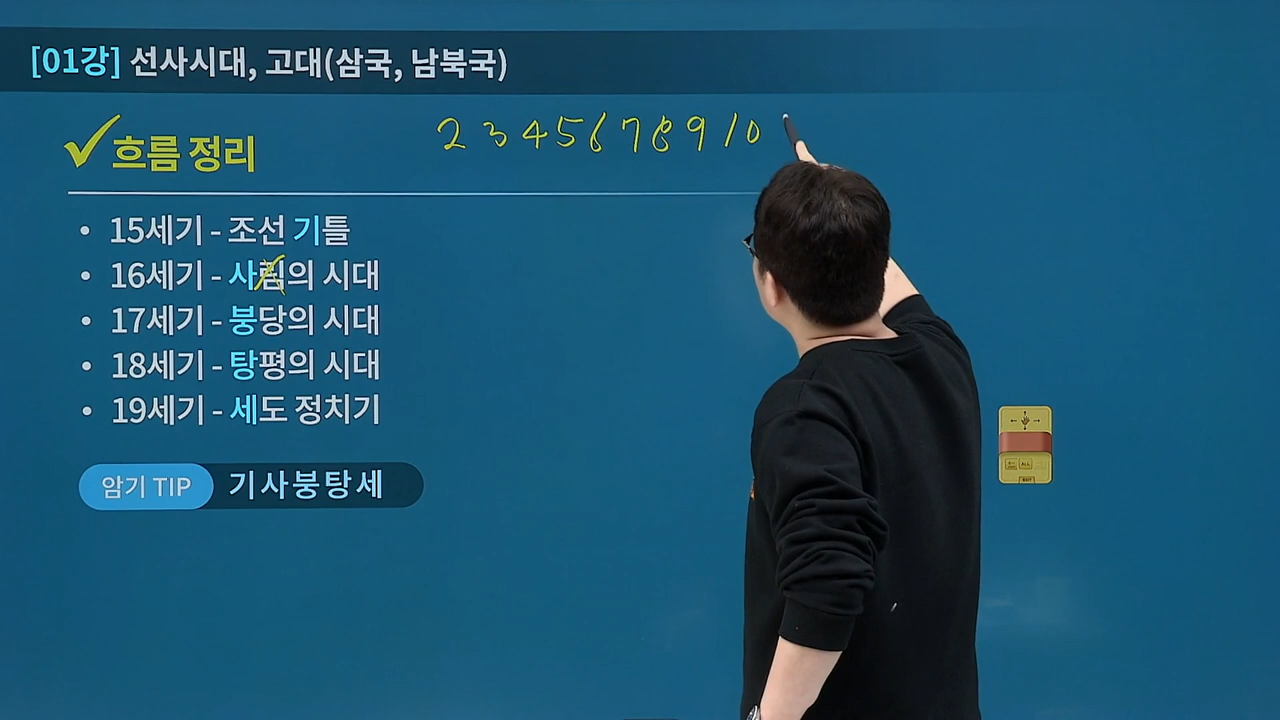 [01강] 선사시대, 고대(삼국, 남북국)
흐름 정리
2 3 4 5 6 7 8 9 10
• 15세기 - 조선 기틀
• 16세기 - 사림의 시대
• 17세기 - 붕당의 시대
• 18세기 - 탕평의 시대
• 19세기 - 세도 정치기
암기 TIP 기사붕탕세
ALL
EXIT